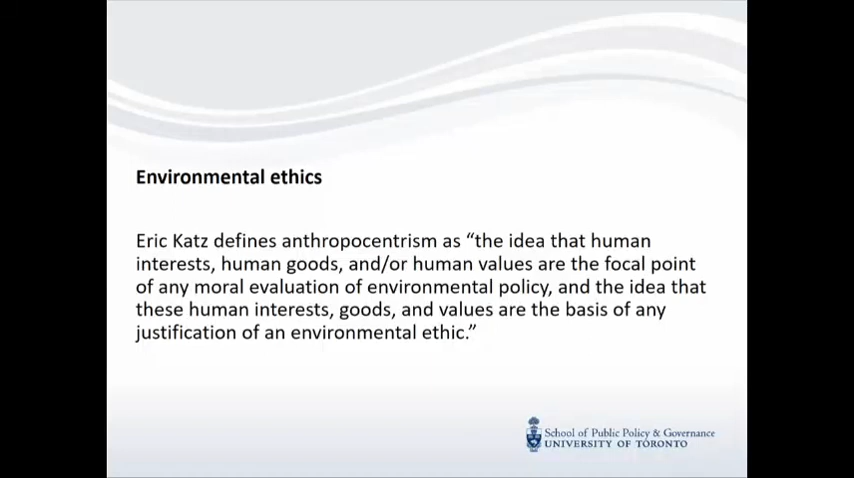 Environmental ethics
Eric Katz defines anthropocentrism as “the idea that human
interests, human goods, and/or human values are the focal point
of any moral evaluation of environmental policy, and the idea that
these human interests, goods, and values are the basis of any
justification of an environmental ethic.”
School of Public Policy & Governance
UNIVERSITY OF TORONTO